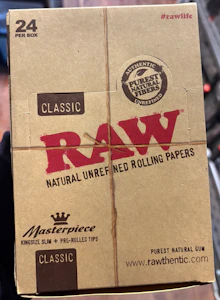 #rawlife
24
PER BOX
AUTHENTIC
PUREST NATURAL FIBERS
UNREFINED
CLASSIC
RAW
NATURAL UNREFINED ROLLING PAPERS
Masterpiece
KINGSIZE SLIM + PRE-ROLLED TIPS
CLASSIC
PUREST NATURAL GUM
www.rawthentic.com